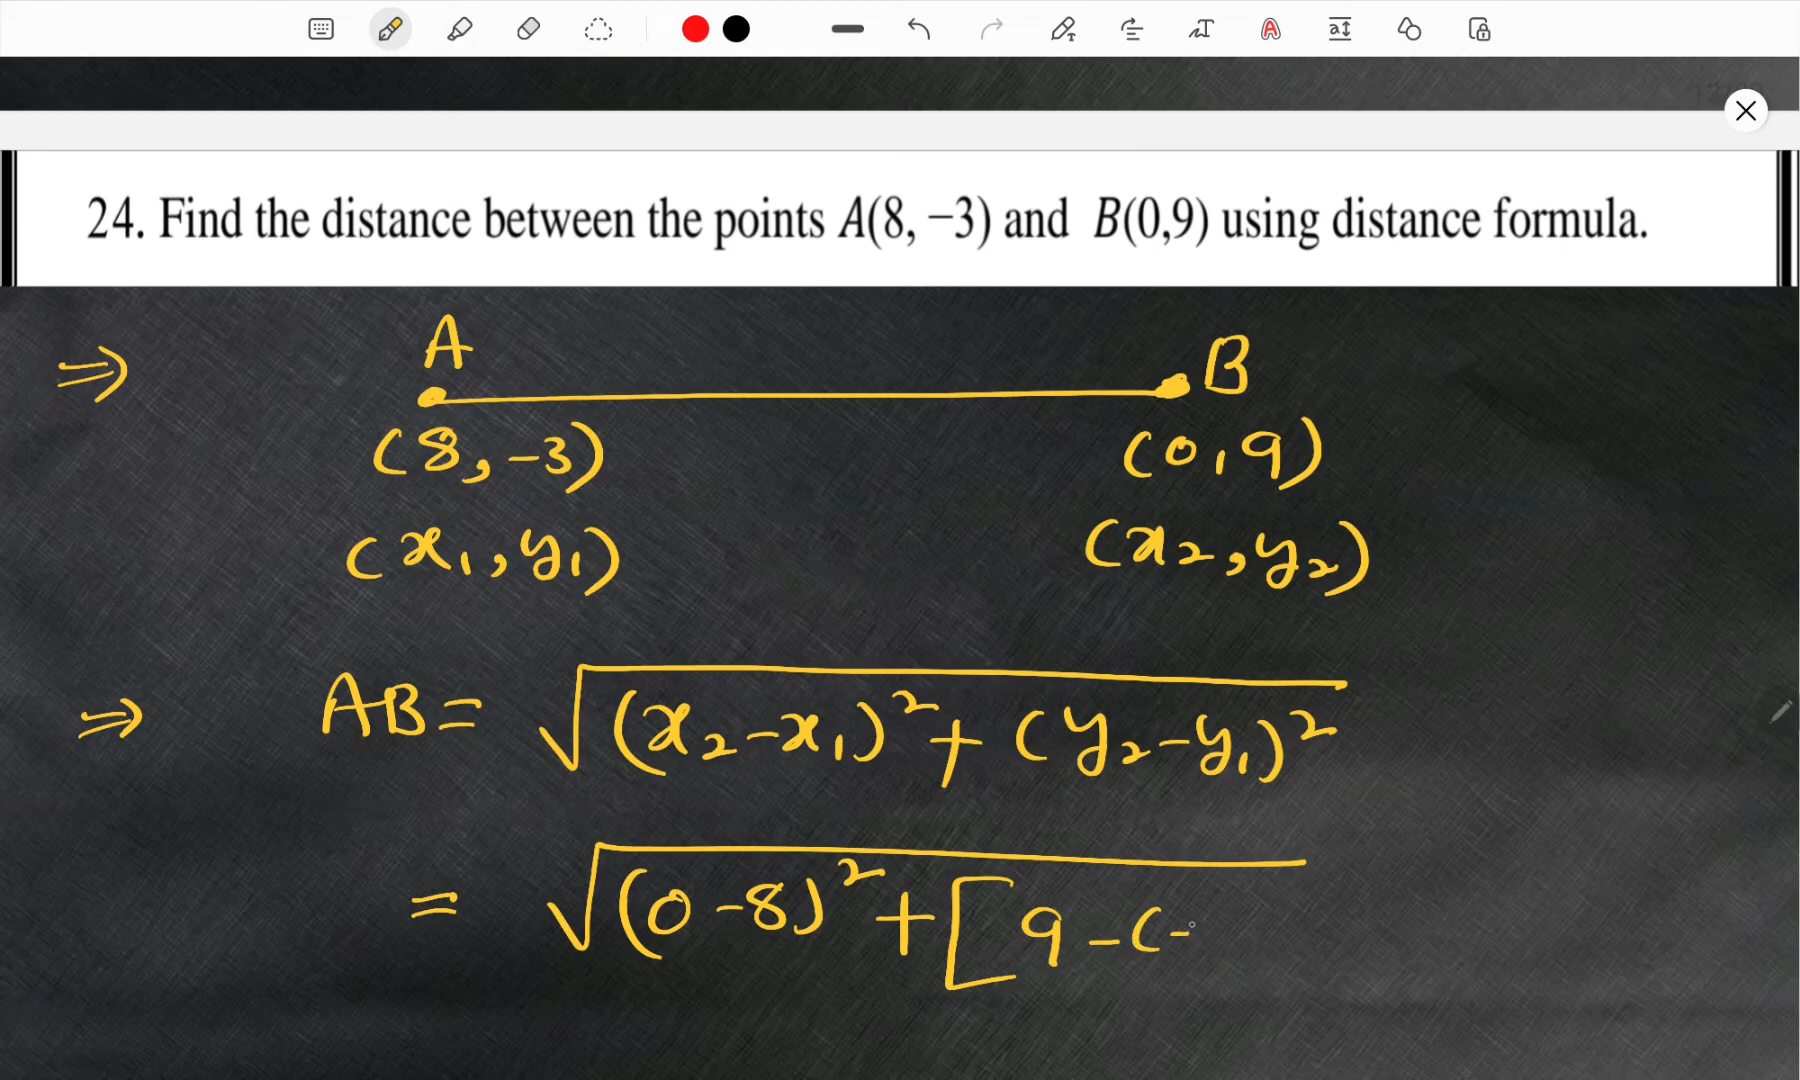 24. Find the distance between the points A(8, −3) and B(0,9) using distance formula.
⇒ A B
(8, -3) (0, 9)
(x₁, y₁) (x₂, y₂)
⇒ AB = √(x₂-x₁)² + (y₂-y₁)²
= √(0-8)² + [9-(-